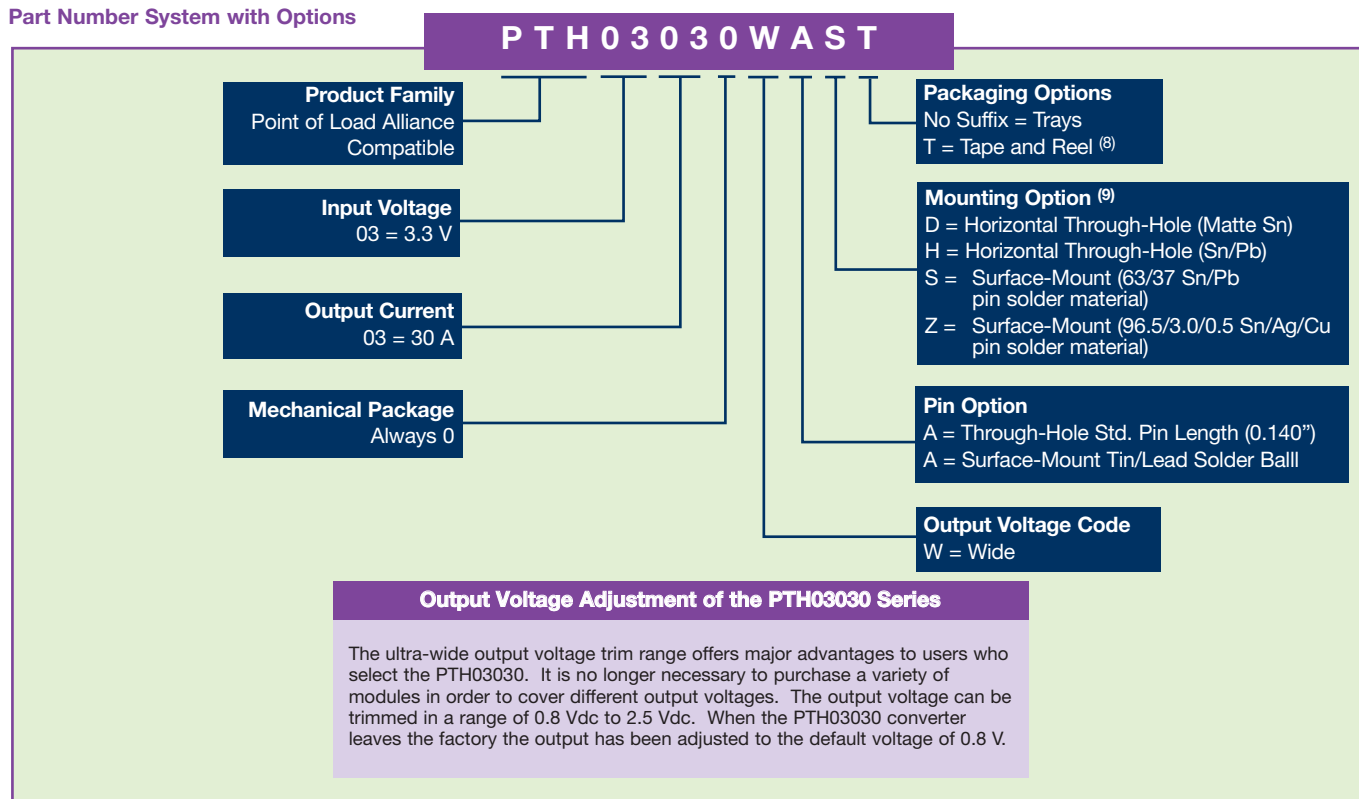 Part Number System with Options
PTH03030WAST
Product Family
Point of Load Alliance
Compatible
Input Voltage
03 = 3.3 V
Output Current
03 = 30 A
Mechanical Package
Always 0
Packaging Options
No Suffix = Trays
T = Tape and Reel (8)
Mounting Option (9)
D = Horizontal Through-Hole (Matte Sn)
H = Horizontal Through-Hole (Sn/Pb)
S = Surface-Mount (63/37 Sn/Pb
pin solder material)
Z = Surface-Mount (96.5/3.0/0.5 Sn/Ag/Cu
pin solder material)
Pin Option
A = Through-Hole Std. Pin Length (0.140”)
A = Surface-Mount Tin/Lead Solder Balll
Output Voltage Code
W = Wide
Output Voltage Adjustment of the PTH03030 Series
The ultra-wide output voltage trim range offers major advantages to users who
select the PTH03030. It is no longer necessary to purchase a variety of
modules in order to cover different output voltages. The output voltage can be
trimmed in a range of 0.8 Vdc to 2.5 Vdc. When the PTH03030 converter
leaves the factory the output has been adjusted to the default voltage of 0.8 V.